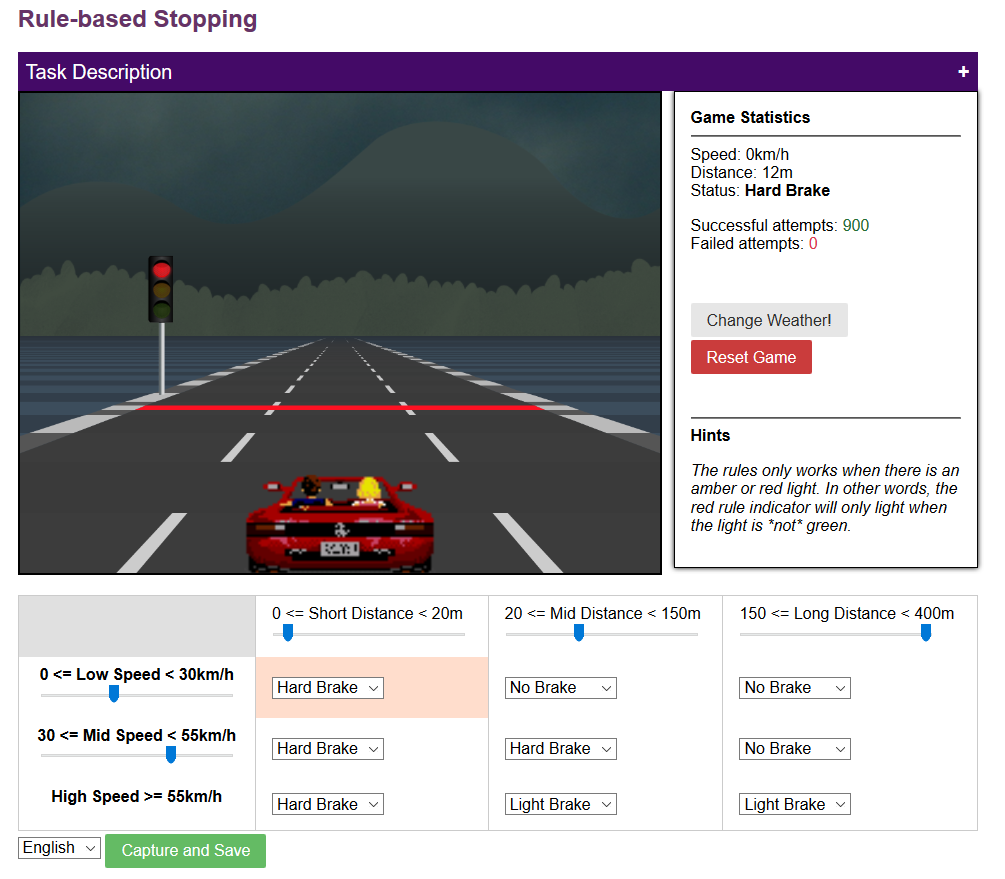 Rule-based Stopping
Task Description +
Game Statistics
Speed: 0km/h
Distance: 12m
Status: Hard Brake
Successful attempts: 900
Failed attempts: 0
Change Weather!
Reset Game
Hints
The rules only works when there is an
amber or red light. In other words, the
red rule indicator will only light when
the light is *not* green.
0 <= Short Distance < 20m
20 <= Mid Distance < 150m
150 <= Long Distance < 400m
0 <= Low Speed < 30km/h
Hard Brake
No Brake
No Brake
30 <= Mid Speed < 55km/h
Hard Brake
Hard Brake
No Brake
High Speed >= 55km/h
Hard Brake
Light Brake
Light Brake
English
Capture and Save